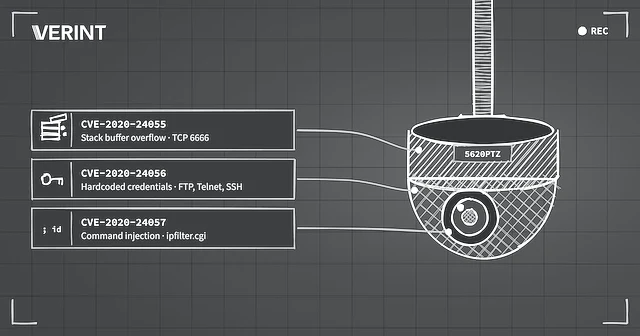 VERINT
REC
CVE-2020-24055
Stack buffer overflow · TCP 6666
CVE-2020-24056
Hardcoded credentials · FTP, Telnet, SSH
; id
CVE-2020-24057
Command injection · ipfilter.cgi
5620PTZ